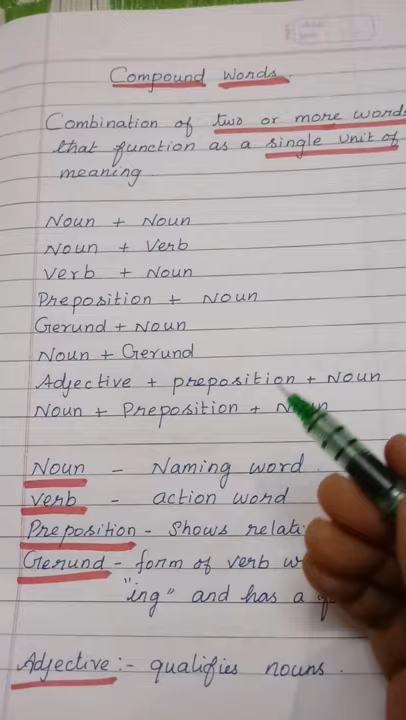 Compound Words.
Combination of two or more words
that function as a single unit of
meaning
Noun + Noun
Noun + Verb
Verb + Noun
Preposition + Noun
Gerund + Noun
Noun + Gerund
Adjective + preposition + Noun
Noun + Preposition + Noun
Noun - Naming word
verb - action word
Preposition - Shows
Gerund - form of verb
"ing" and has a
Adjective :- qualifies nouns.